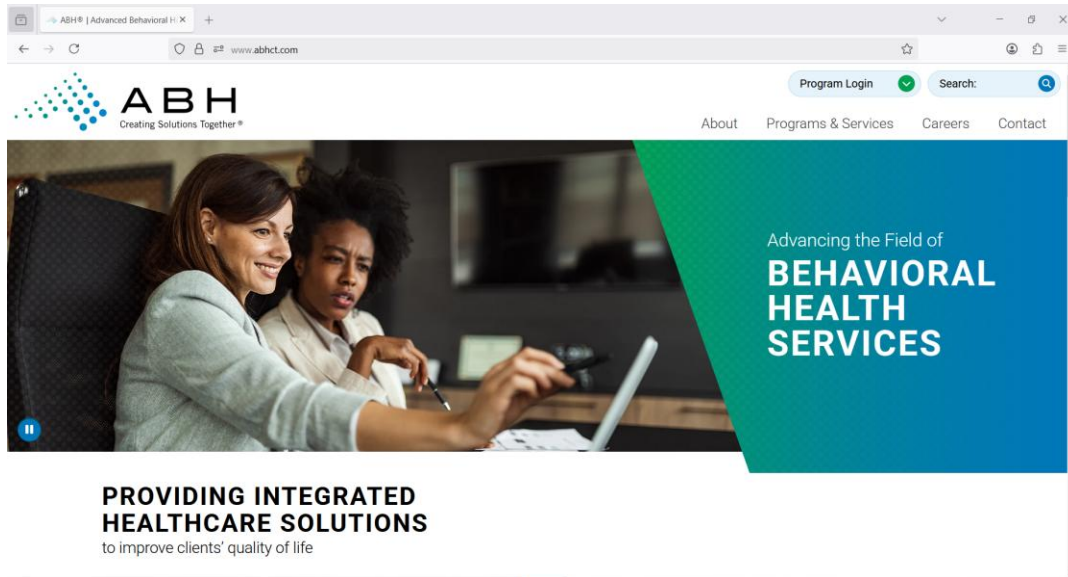 ABH® | Advanced Behavioral H
www.abhct.com
Program Login
Search:
ABH
Creating Solutions Together®
About Programs & Services Careers Contact
Advancing the Field of
BEHAVIORAL
HEALTH
SERVICES
PROVIDING INTEGRATED
HEALTHCARE SOLUTIONS
to improve clients' quality of life